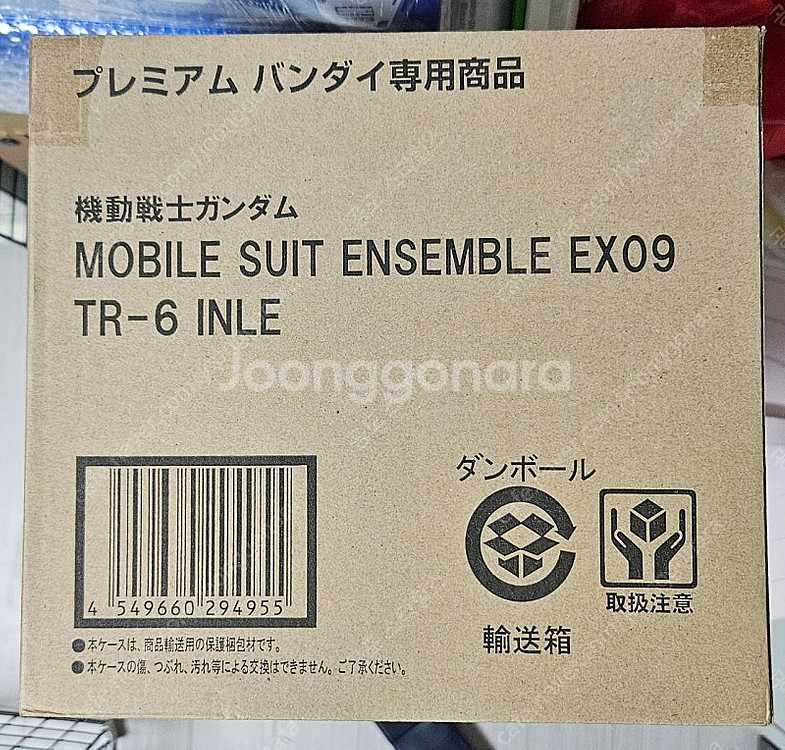 プレミアム バンダイ専用商品
機動戦士ガンダム
MOBILE SUIT ENSEMBLE EX09
TR-6 INLE
Joonggonara
ダンボール
取扱注意
輸送箱
4 549660 294955
●本ケースは、商品輸送用の保護梱包材です。
●本ケースの傷、つぶれ、汚れ等による交換はできません。ご了承ください。